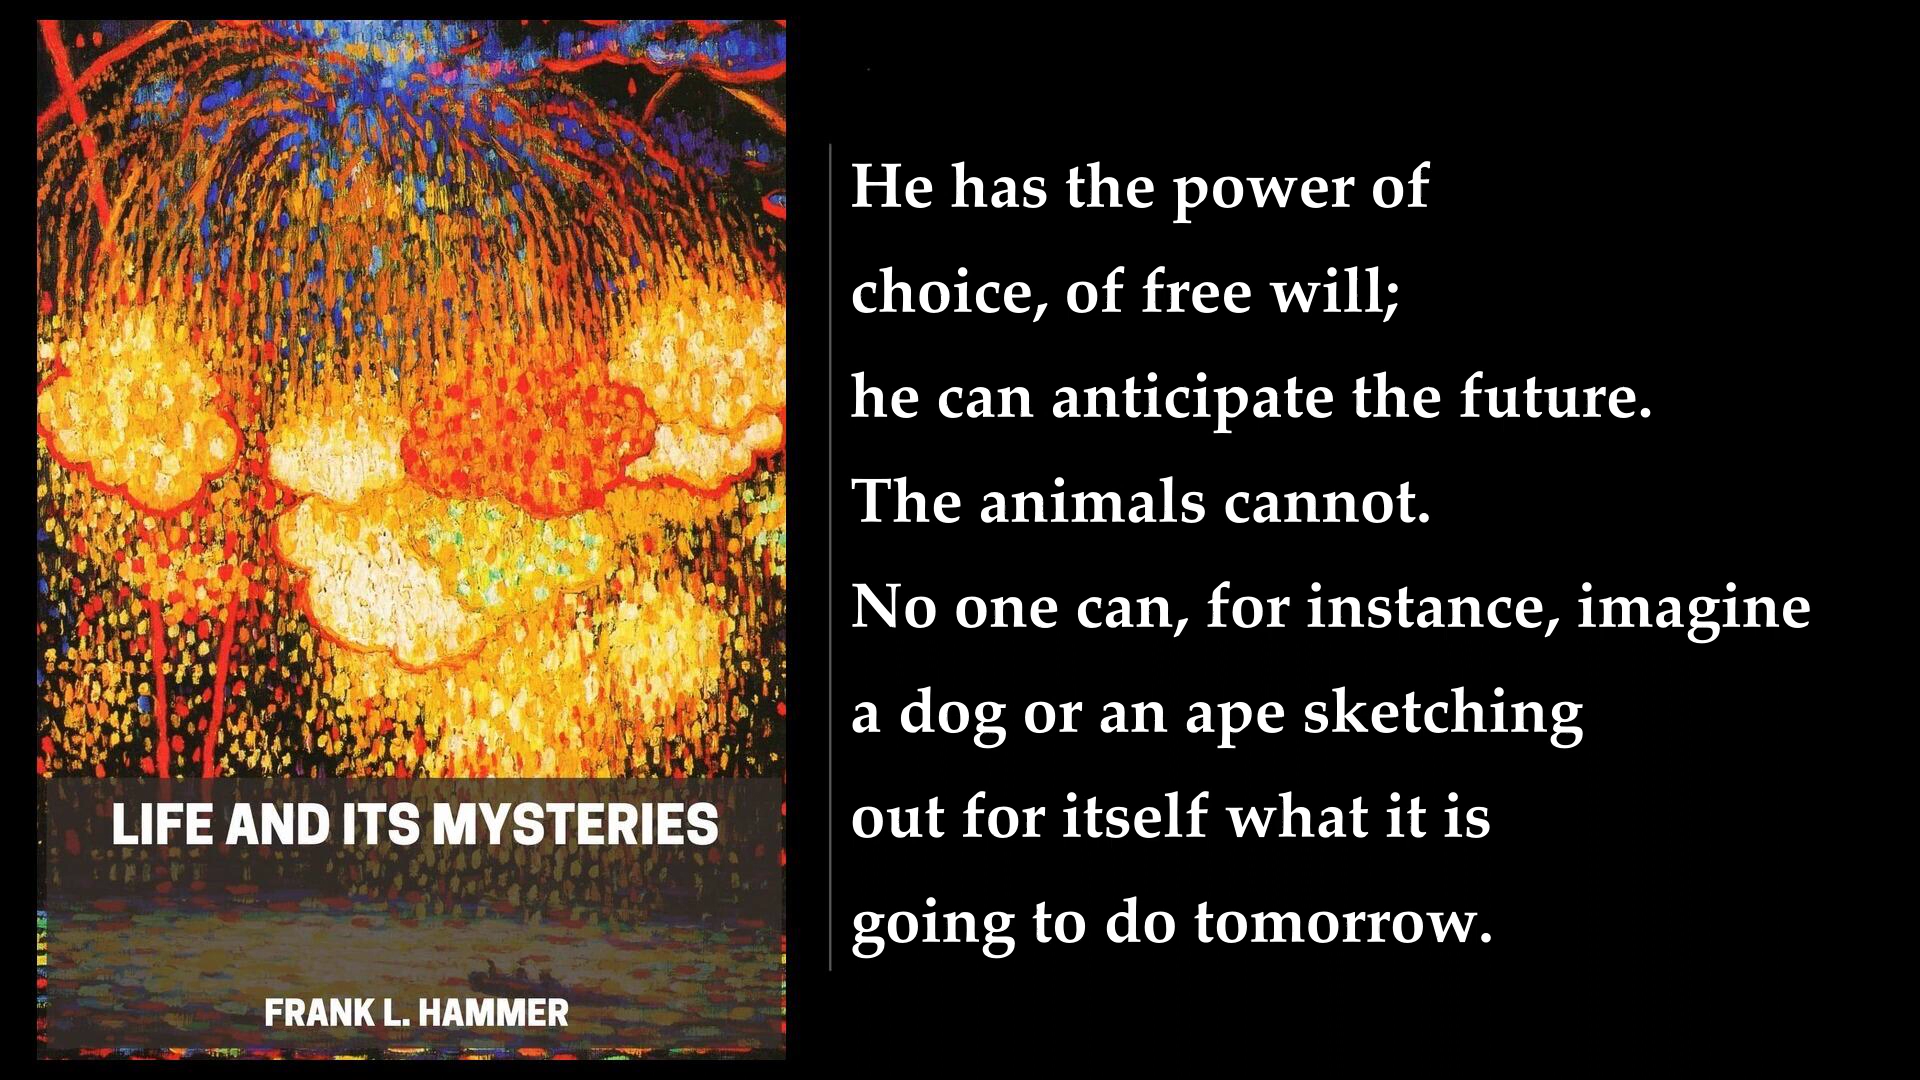 LIFE AND ITS MYSTERIES
FRANK L. HAMMER
He has the power of
choice, of free will;
he can anticipate the future.
The animals cannot.
No one can, for instance, imagine
a dog or an ape sketching
out for itself what it is
going to do tomorrow.